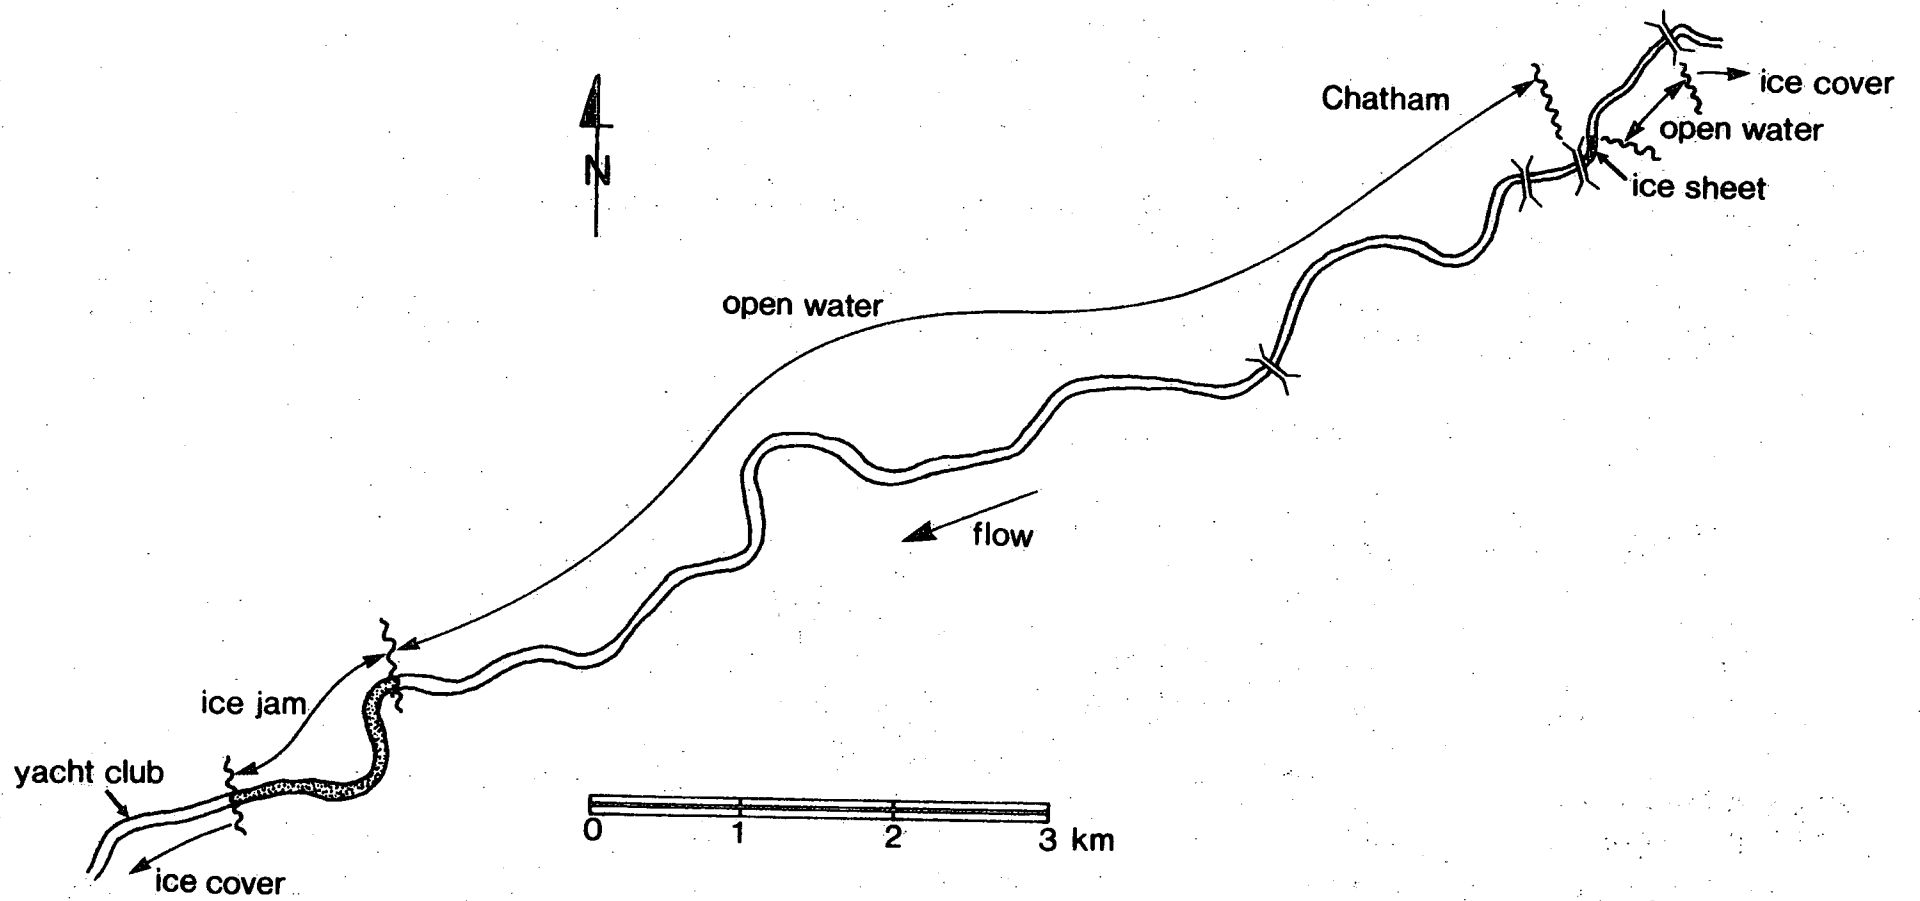 Chatham
ice cover
open water
ice sheet
N
open water
flow
ice jam
yacht club
ice cover
0 1 2 3 km